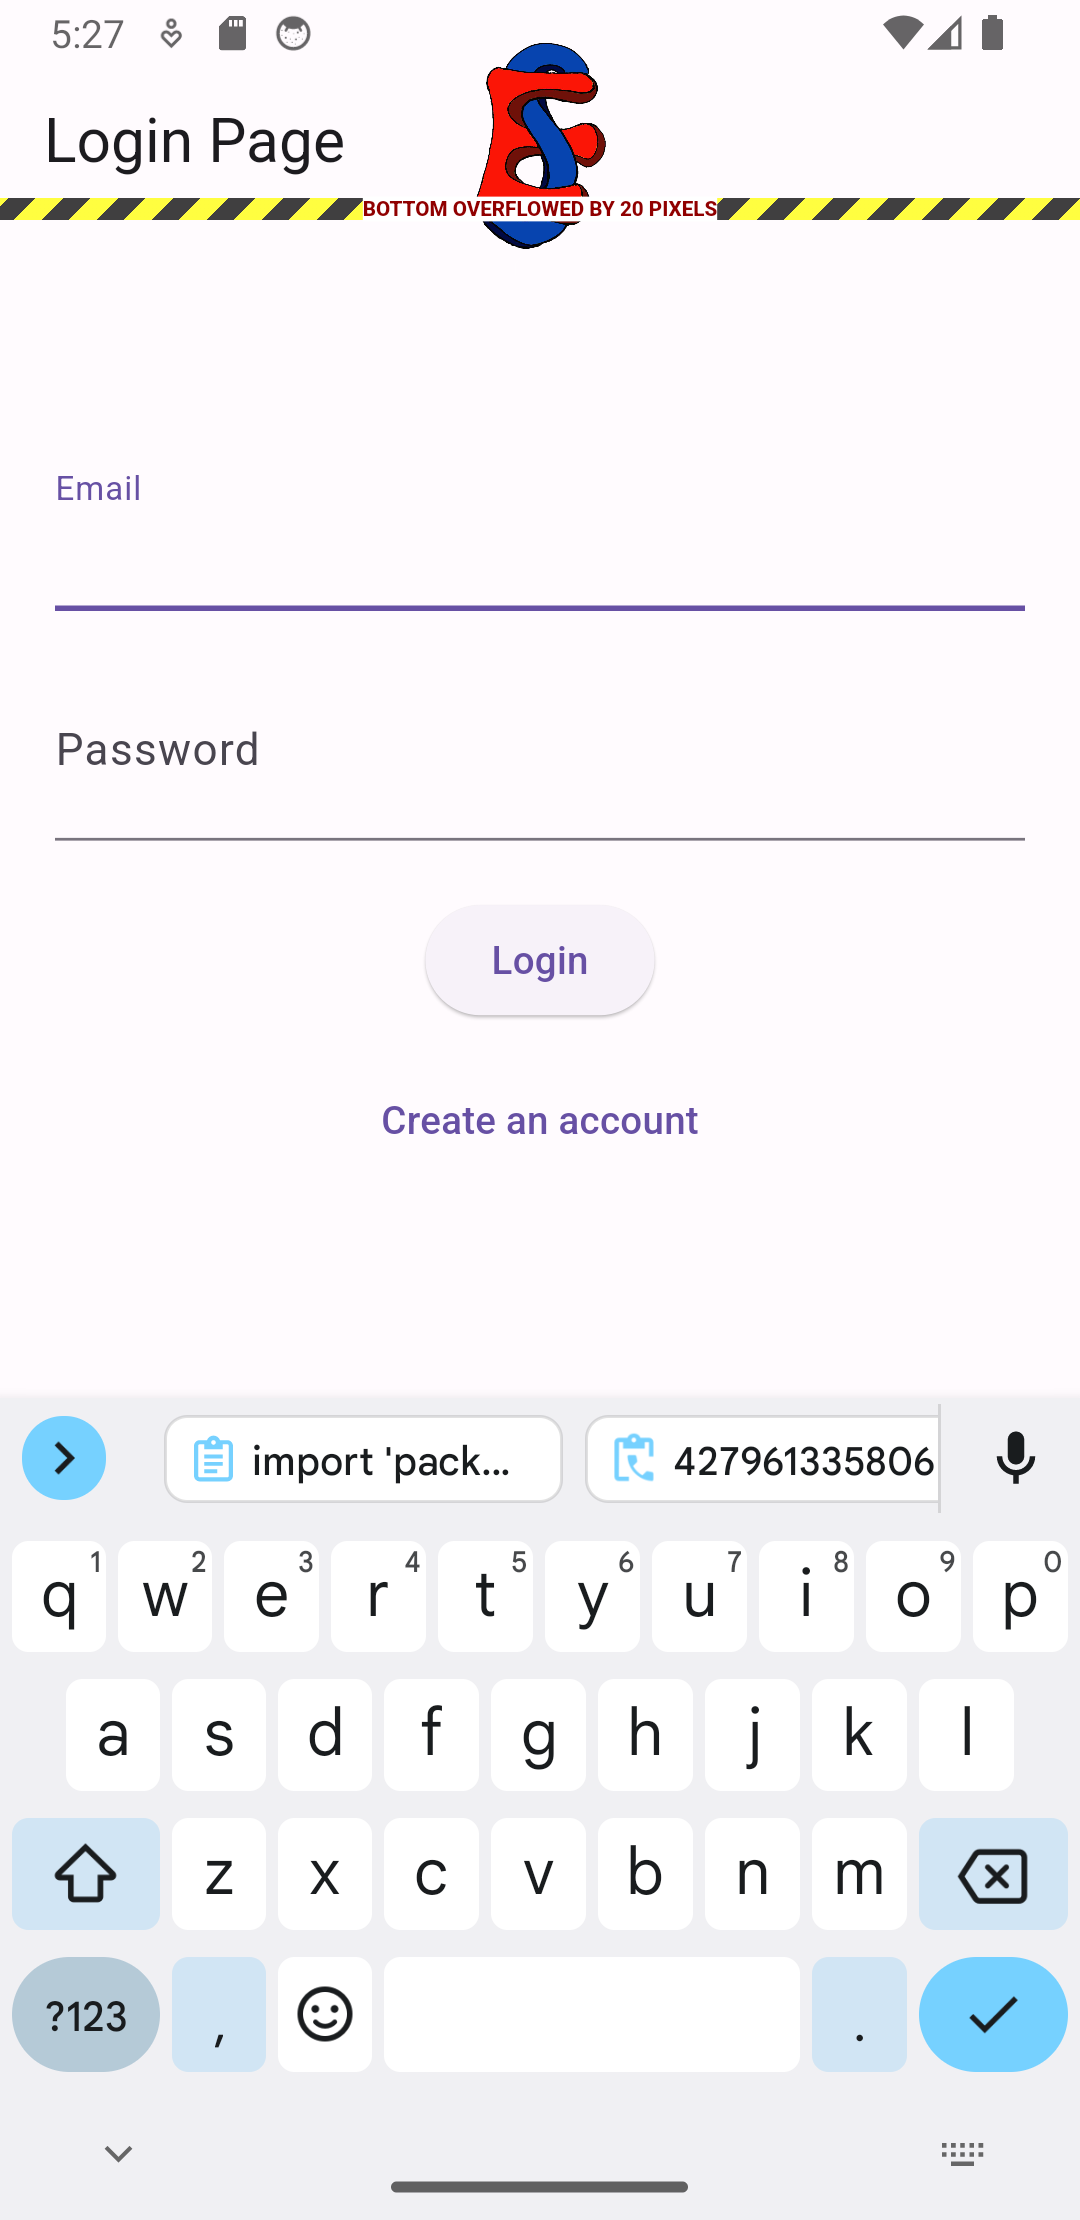 5:27
Login Page
BOTTOM OVERFLOWED BY 20 PIXELS
Email
Password
Login
Create an account
import 'pack...
427961335806
q 1 w 2 e 3 r 4 t 5 y 6 u 7 i 8 o 9 p 0
a s d f g h j k l
z x c v b n m
?123 , .